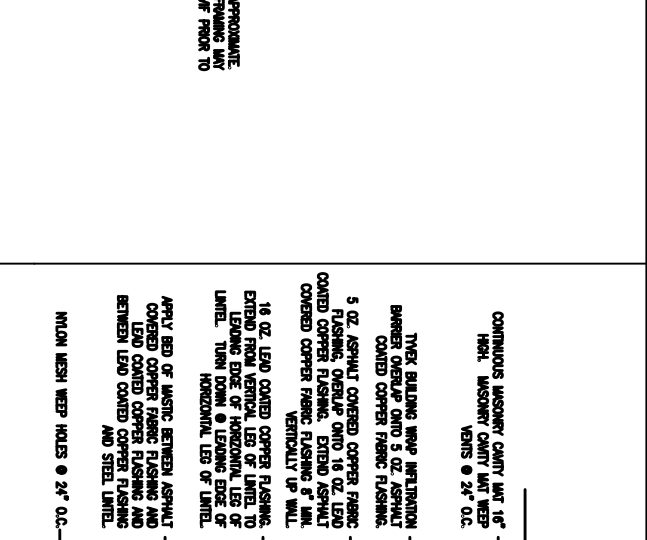 APPROXIMATE.
FRAMING MAY
PRIOR TO
CONTINUOUS MASONRY CAVITY MAT 16"
HIGH. MASONRY CAVITY MAT WEEP
VENTS @ 24" O.C.
TYVEK BUILDING WRAP INFILTRATION
BARRIER OVERLAP ONTO 5 OZ. ASPHALT
COATED COPPER FABRIC FLASHING.
5 OZ. ASPHALT COVERED COPPER FABRIC
FLASHING, OVERLAP ONTO 16 OZ. LEAD
COATED COPPER FLASHING. EXTEND ASPHALT
COVERED COPPER FABRIC FLASHING 8" MIN.
VERTICALLY UP WALL.
16 OZ. LEAD COATED COPPER FLASHING.
EXTEND FROM VERTICAL LEG OF LINTEL TO
LEADING EDGE OF HORIZONTAL LEG OF
LINTEL. TURN DOWN @ LEADING EDGE OF
HORIZONTAL LEG OF LINTEL.
APPLY BED OF MASTIC BETWEEN ASPHALT
COVERED COPPER FABRIC FLASHING AND
LEAD COATED COPPER FLASHING AND
BETWEEN LEAD COATED COPPER FLASHING
AND STEEL LINTEL.
NYLON MESH WEEP HOLES @ 24" O.C.